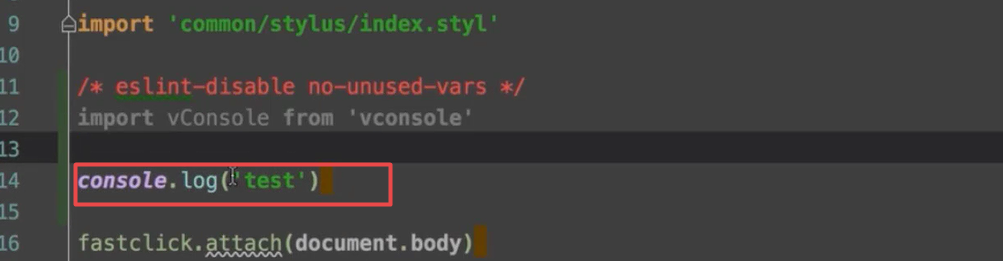 9 import 'common/stylus/index.styl'
10
11 /* eslint-disable no-unused-vars */
12 import vConsole from 'vconsole'
13
14 console.log('test')
15
16 fastclick.attach(document.body)